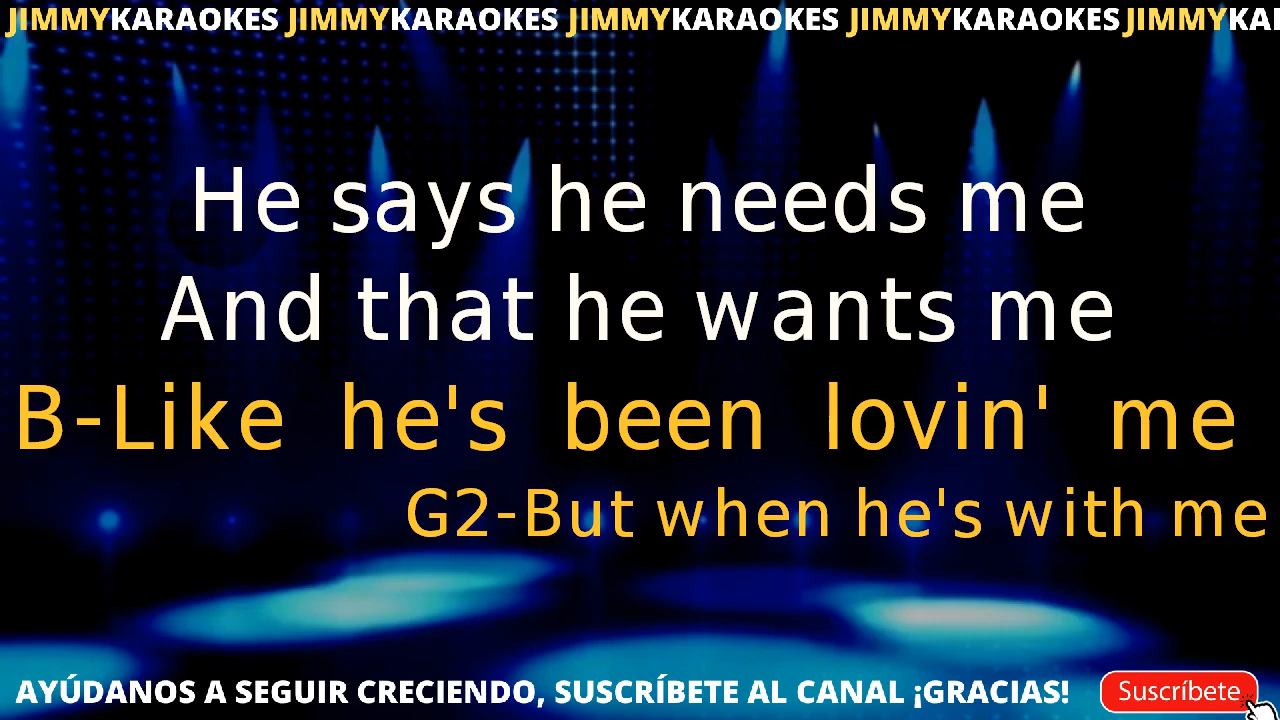 JIMMYKARAOKES JIMMYKARAOKES JIMMYKARAOKES JIMMYKARAOKES JIMMYKA
He says he needs me
And that he wants me
B-Like he's been lovin' me
G2-But when he's with me
AYÚDANOS A SEGUIR CRECIENDO, SUSCRÍBETE AL CANAL ¡GRACIAS! Suscríbete